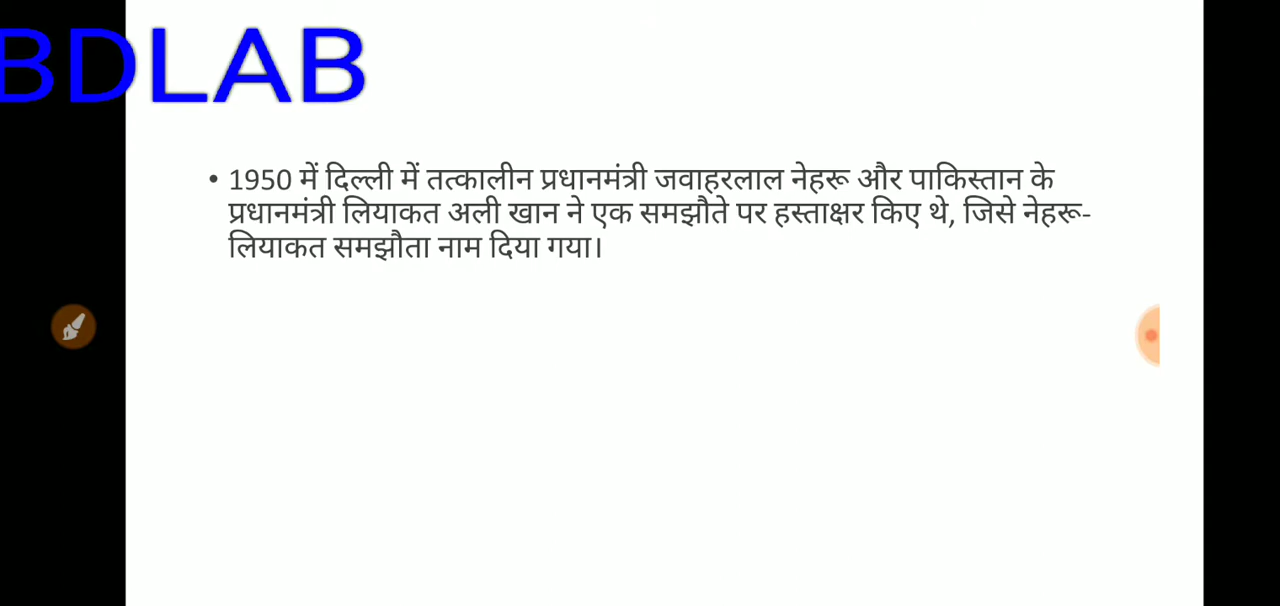 BDLAB
• 1950 में दिल्ली में तत्कालीन प्रधानमंत्री जवाहरलाल नेहरू और पाकिस्तान के
प्रधानमंत्री लियाकत अली खान ने एक समझौते पर हस्ताक्षर किए थे, जिसे नेहरू-
लियाकत समझौता नाम दिया गया।